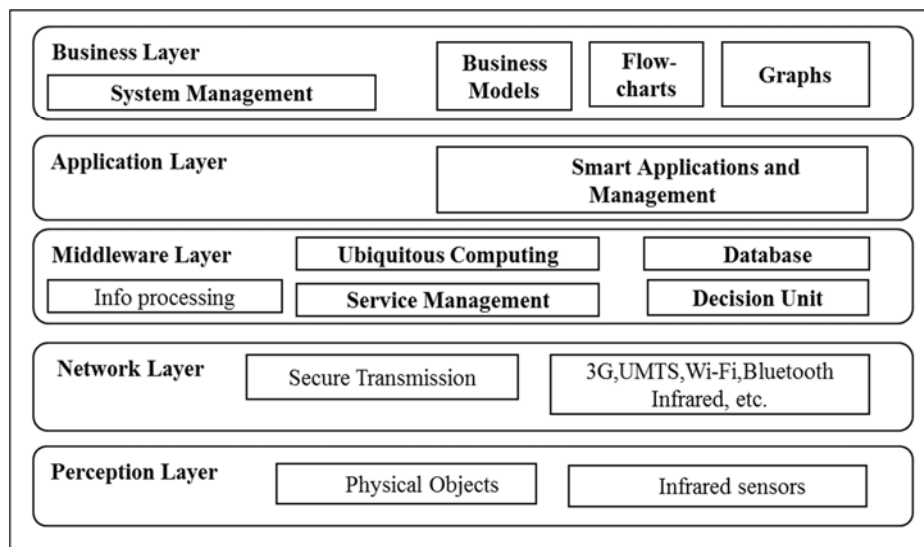 Business Layer
System Management
Business
Models
Flow-
charts
Graphs
Application Layer
Smart Applications and
Management
Middleware Layer
Ubiquitous Computing
Database
Info processing
Service Management
Decision Unit
Network Layer
Secure Transmission
3G,UMTS,Wi-Fi,Bluetooth
Infrared, etc.
Perception Layer
Physical Objects
Infrared sensors